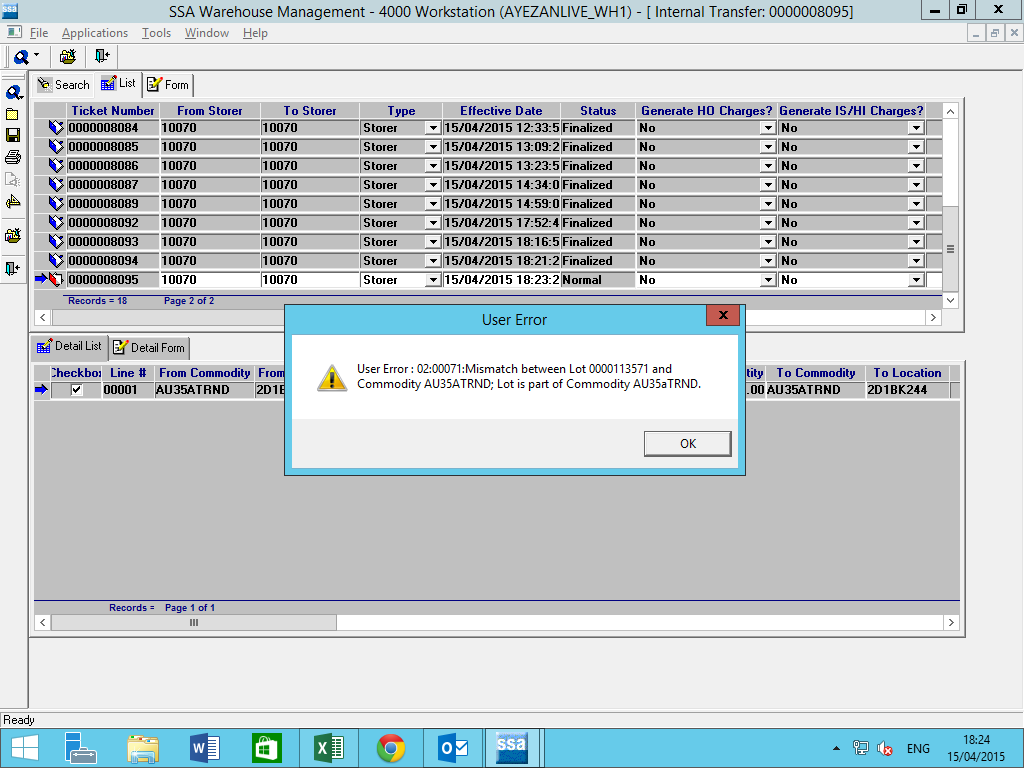 SSA Warehouse Management - 4000 Workstation (AYEZANLIVE_WH1) - [ Internal Transfer: 0000008095]
File Applications Tools Window Help
Search List Form
Ticket Number From Storer To Storer Type Effective Date Status Generate HO Charges? Generate IS/HI Charges?
0000008084 10070 10070 Storer 15/04/2015 12:33:5 Finalized No No
0000008085 10070 10070 Storer 15/04/2015 13:09:2 Finalized No No
0000008086 10070 10070 Storer 15/04/2015 13:23:5 Finalized No No
0000008087 10070 10070 Storer 15/04/2015 14:34:0 Finalized No No
0000008089 10070 10070 Storer 15/04/2015 14:59:0 Finalized No No
0000008092 10070 10070 Storer 15/04/2015 17:52:4 Finalized No No
0000008093 10070 10070 Storer 15/04/2015 18:16:5 Finalized No No
0000008094 10070 10070 Storer 15/04/2015 18:21:2 Finalized No No
0000008095 10070 10070 Storer 15/04/2015 18:23:2 Normal No No
Records = 18 Page 2 of 2
User Error
User Error : 02:00071:Mismatch between Lot 0000113571 and
Commodity AU35ATRND; Lot is part of Commodity AU35aTRND.
OK
Detail List Detail Form
Checkbox Line # From Commodity From tity To Commodity To Location
00001 AU35ATRND 2D1B .00 AU35ATRND 2D1BK244
Records = Page 1 of 1
Ready
ssa
ENG
18:24
15/04/2015